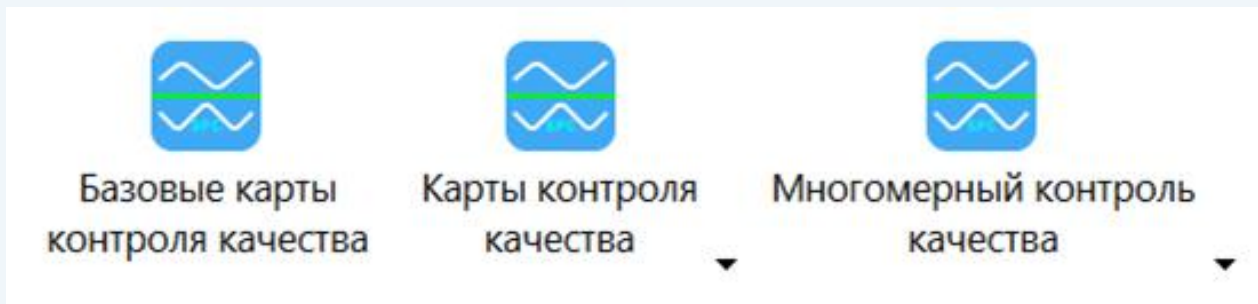 Базовые карты
контроля качества
Карты контроля
качества
Многомерный контроль
качества